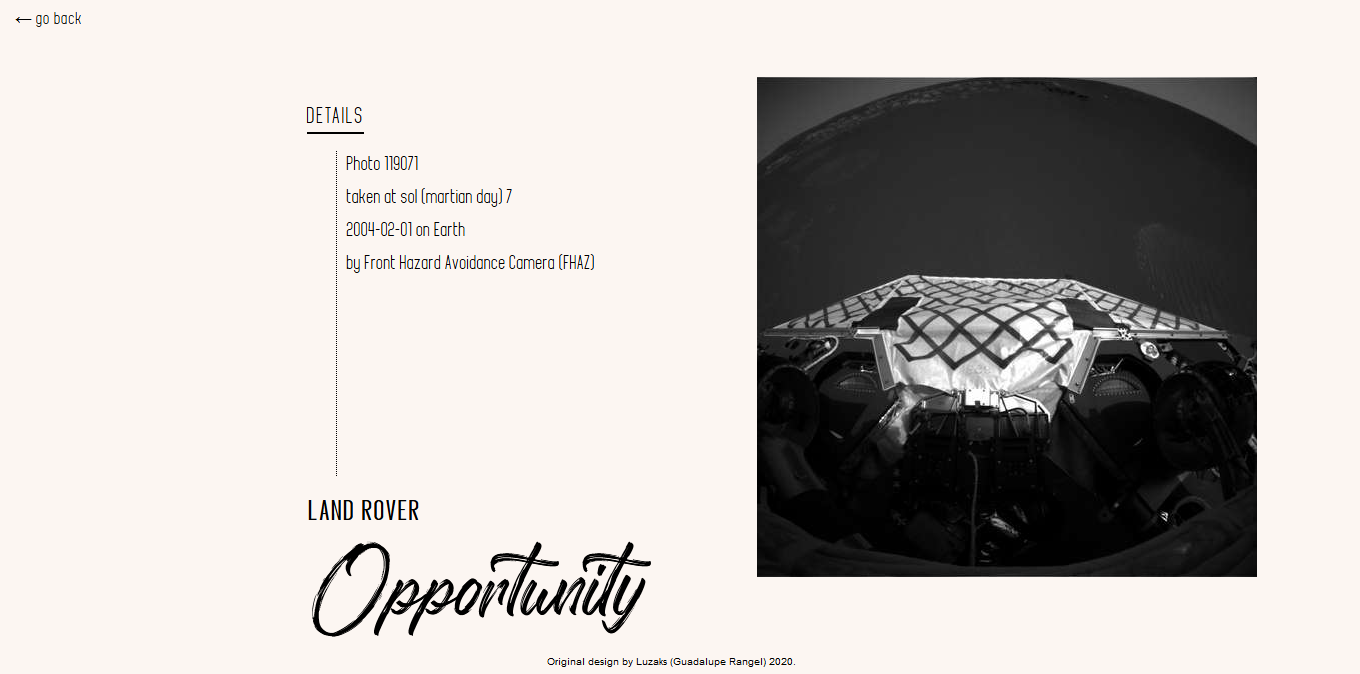 ← go back
DETAILS
Photo 119071
taken at sol (martian day) 7
2004-02-01 on Earth
by Front Hazard Avoidance Camera (FHAZ)
LAND ROVER
Opportunity
Original design by Luzaks (Guadalupe Rangel) 2020.